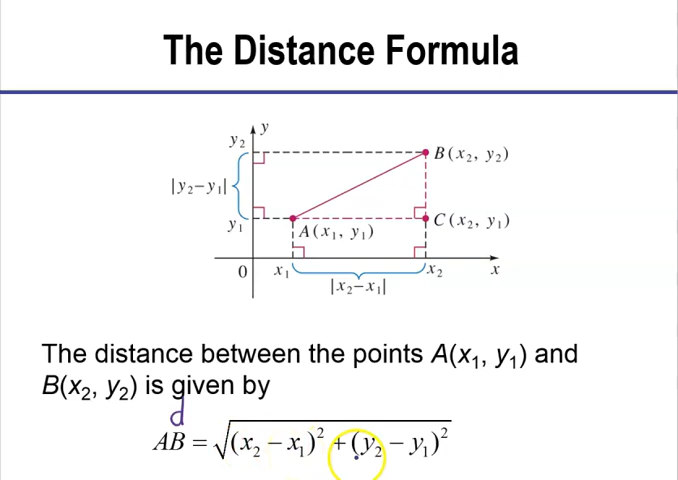 The Distance Formula
y
y₂
B(x₂, y₂)
|y₂−y₁|
y₁
A(x₁, y₁)
C(x₂, y₁)
0
x₁
x₂
x
|x₂−x₁|
The distance between the points A(x₁, y₁) and
B(x₂, y₂) is given by
d
AB = √((x₂ − x₁)² + (y₂ − y₁)²)